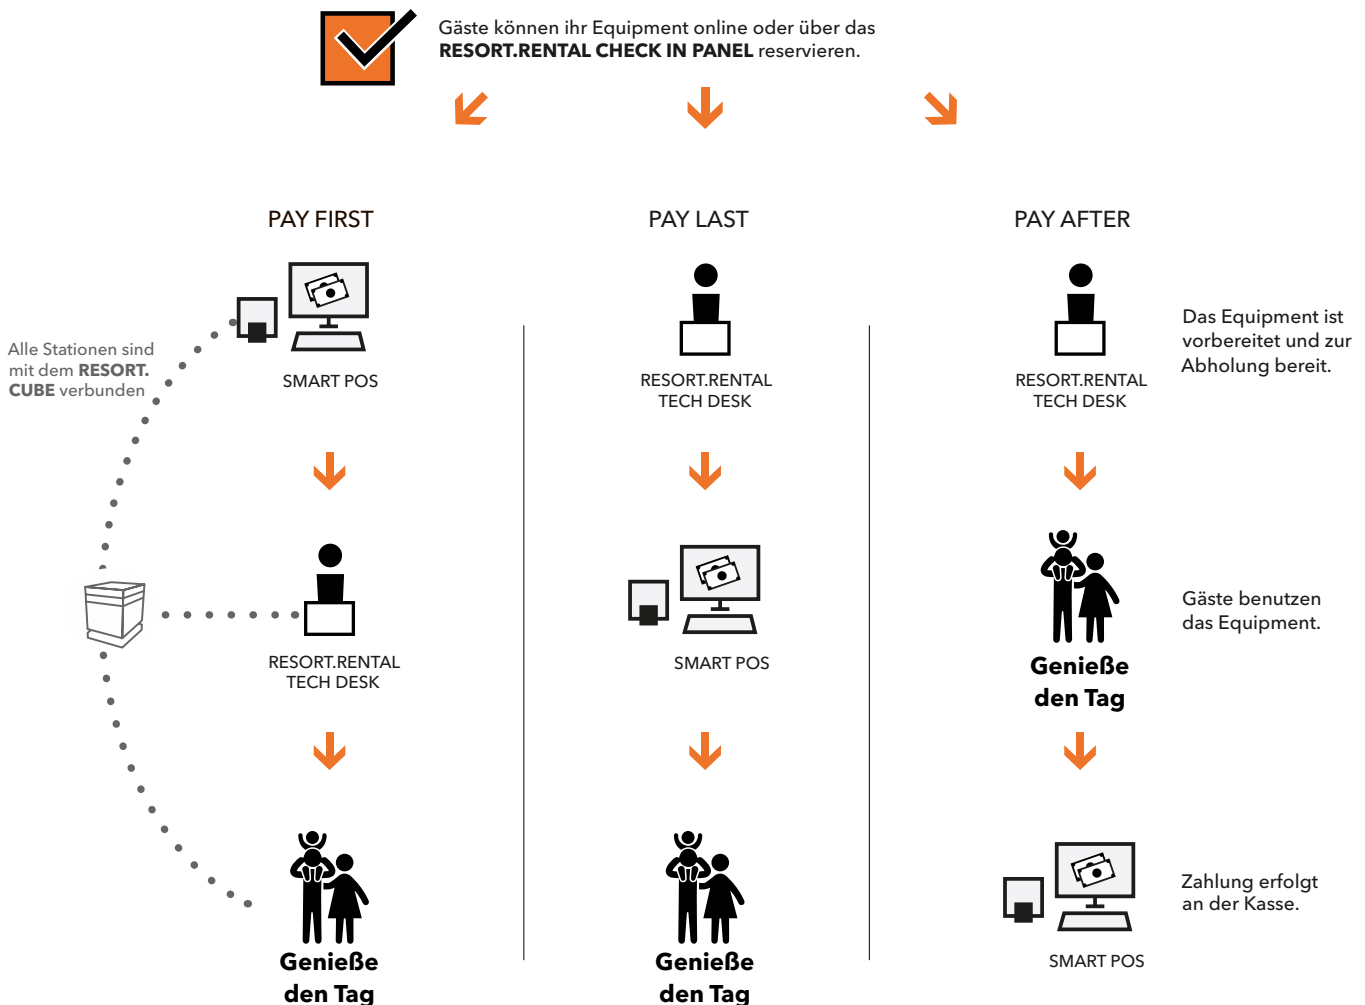 Gäste können ihr Equipment online oder über das
RESORT.RENTAL CHECK IN PANEL reservieren.
PAY FIRST
PAY LAST
PAY AFTER
Alle Stationen sind
mit dem RESORT.
CUBE verbunden
SMART POS
RESORT.RENTAL
TECH DESK
RESORT.RENTAL
TECH DESK
Das Equipment ist
vorbereitet und zur
Abholung bereit.
RESORT.RENTAL
TECH DESK
SMART POS
Genieße
den Tag
Gäste benutzen
das Equipment.
Genieße
den Tag
Genieße
den Tag
SMART POS
Zahlung erfolgt
an der Kasse.